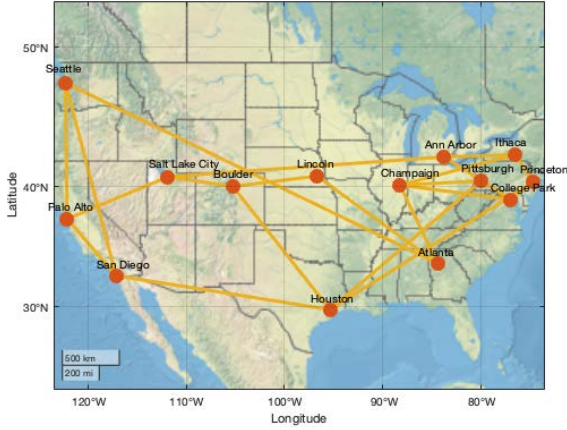 50°N
Seattle
Ann Arbor
Ithaca
Salt Lake City
Boulder
Lincoln
Champaign
Pittsburgh
Princeton
40°N
College Park
Palo Alto
San Diego
Atlanta
Houston
30°N
Latitude
500 km
200 mi
120°W
110°W
100°W
90°W
80°W
Longitude